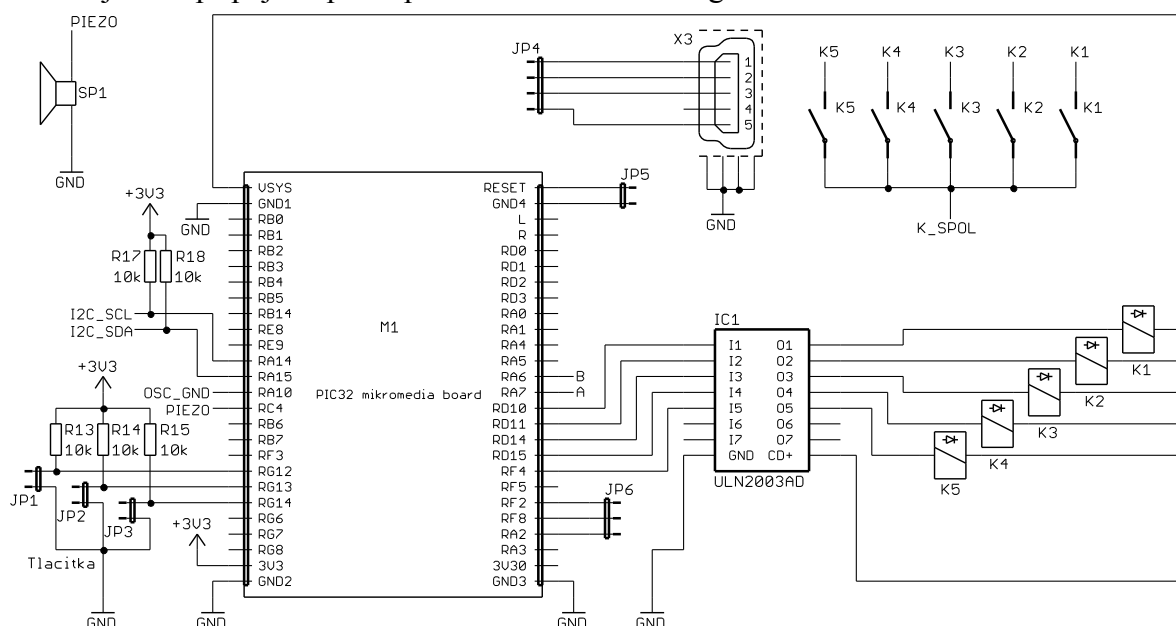 PIEZO
SP1
GND
JP4
X3
1
2
3
4
5
K5 K4 K3 K2 K1
K5 K4 K3 K2 K1
K_SPOL
GND
+3V3
R17 R18
10k 10k
I2C_SCL
I2C_SDA
+3V3
OSC_GND
PIEZO
R13 R14 R15
10k 10k 10k
JP1
JP2
JP3
Tlacitka
+3V3
GND
GND
GND
VSYS
GND1
RB0
RB1
RB2
RB3
RB4
RB5
RB14
RE8
RE9
RA14
RA15
RA10
RC4
RB6
RB7
RF3
RG12
RG13
RG14
RG6
RG7
RG8
3V3
GND2
M1
PIC32 mikromedia board
RESET
GND4
L
R
RD0
RD1
RD2
RD3
RA0
RA1
RA4
RA5
RA6
RA7
RD10
RD11
RD14
RD15
RF4
RF5
RF2
RF8
RA2
RA3
3V30
GND3
B
A
JP5
JP6
GND
GND
IC1
I1 O1
I2 O2
I3 O3
I4 O4
I5 O5
I6 O6
I7 O7
GND CD+
ULN2003AD
K1
K2
K3
K4
K5